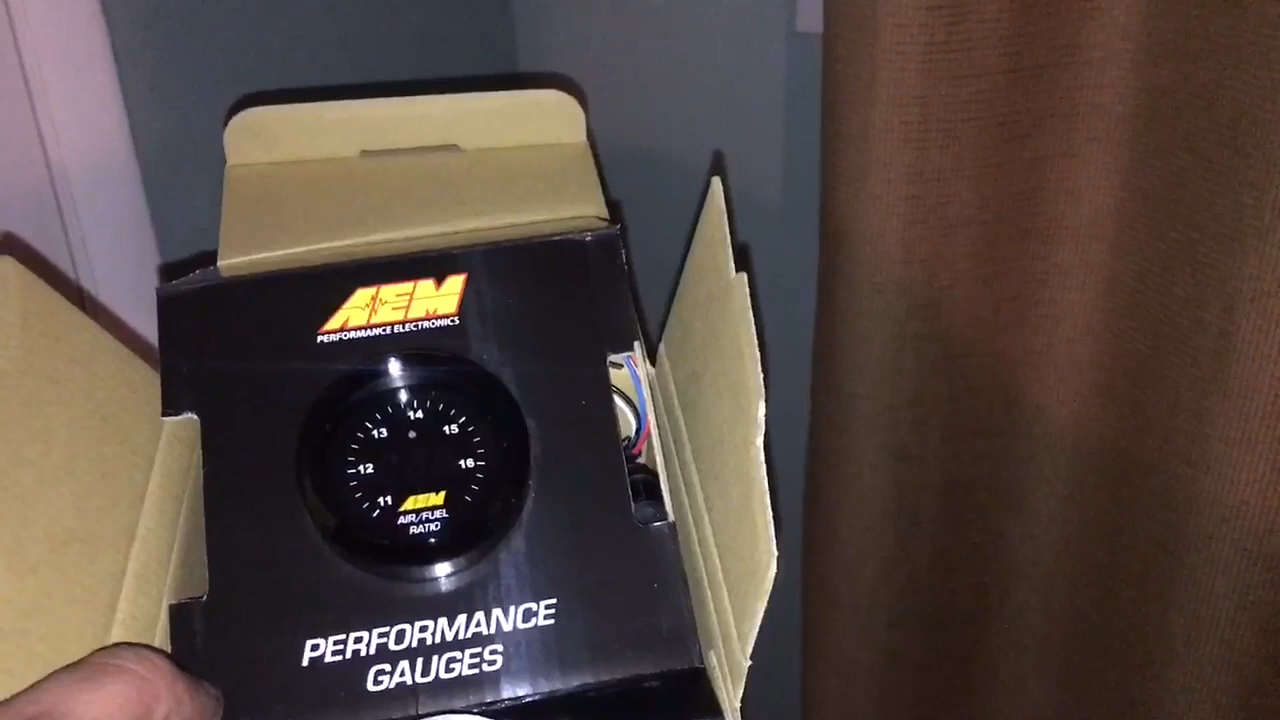 AEM
PERFORMANCE ELECTRONICS
14
13
15
12
16
11
AEM
AIR/FUEL
RATIO
PERFORMANCE
GAUGES